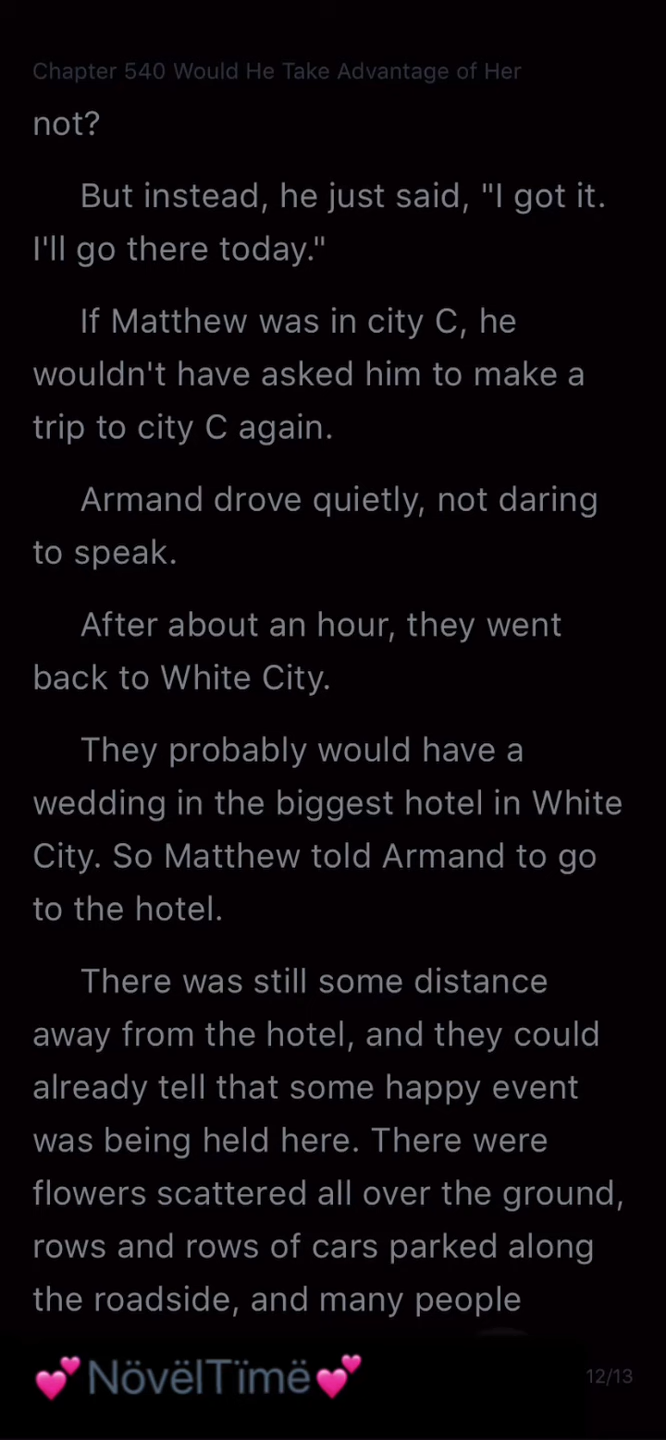 Chapter 540 Would He Take Advantage of Her
not?
But instead, he just said, "I got it.
I'll go there today."
If Matthew was in city C, he
wouldn't have asked him to make a
trip to city C again.
Armand drove quietly, not daring
to speak.
After about an hour, they went
back to White City.
They probably would have a
wedding in the biggest hotel in White
City. So Matthew told Armand to go
to the hotel.
There was still some distance
away from the hotel, and they could
already tell that some happy event
was being held here. There were
flowers scattered all over the ground,
rows and rows of cars parked along
the roadside, and many people
💕NövëlTïmë💕
12/13